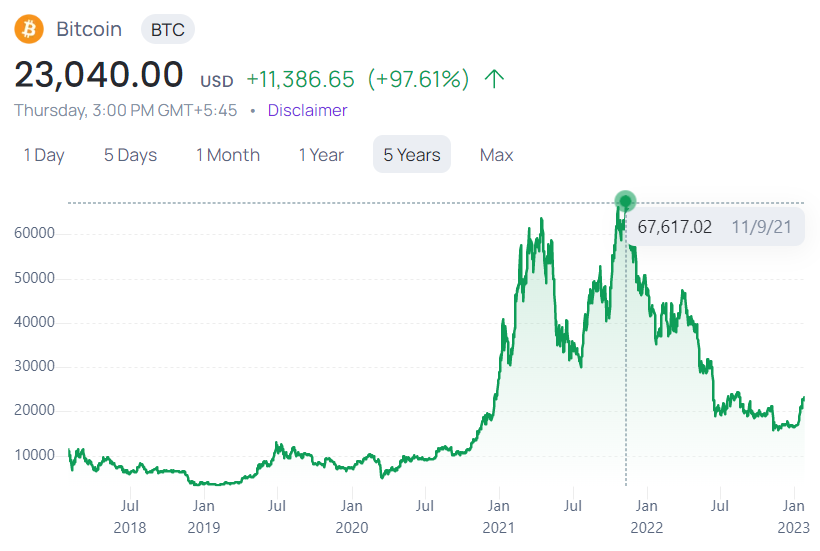 Bitcoin BTC
23,040.00 USD +11,386.65 (+97.61%) ↑
Thursday, 3:00 PM GMT+5:45 • Disclaimer
1 Day 5 Days 1 Month 1 Year 5 Years Max
67,617.02 11/9/21
60000
50000
40000
30000
20000
10000
Jul Jan Jul Jan Jul Jan Jul Jan Jul Jan
2018 2019 2020 2021 2022 2023